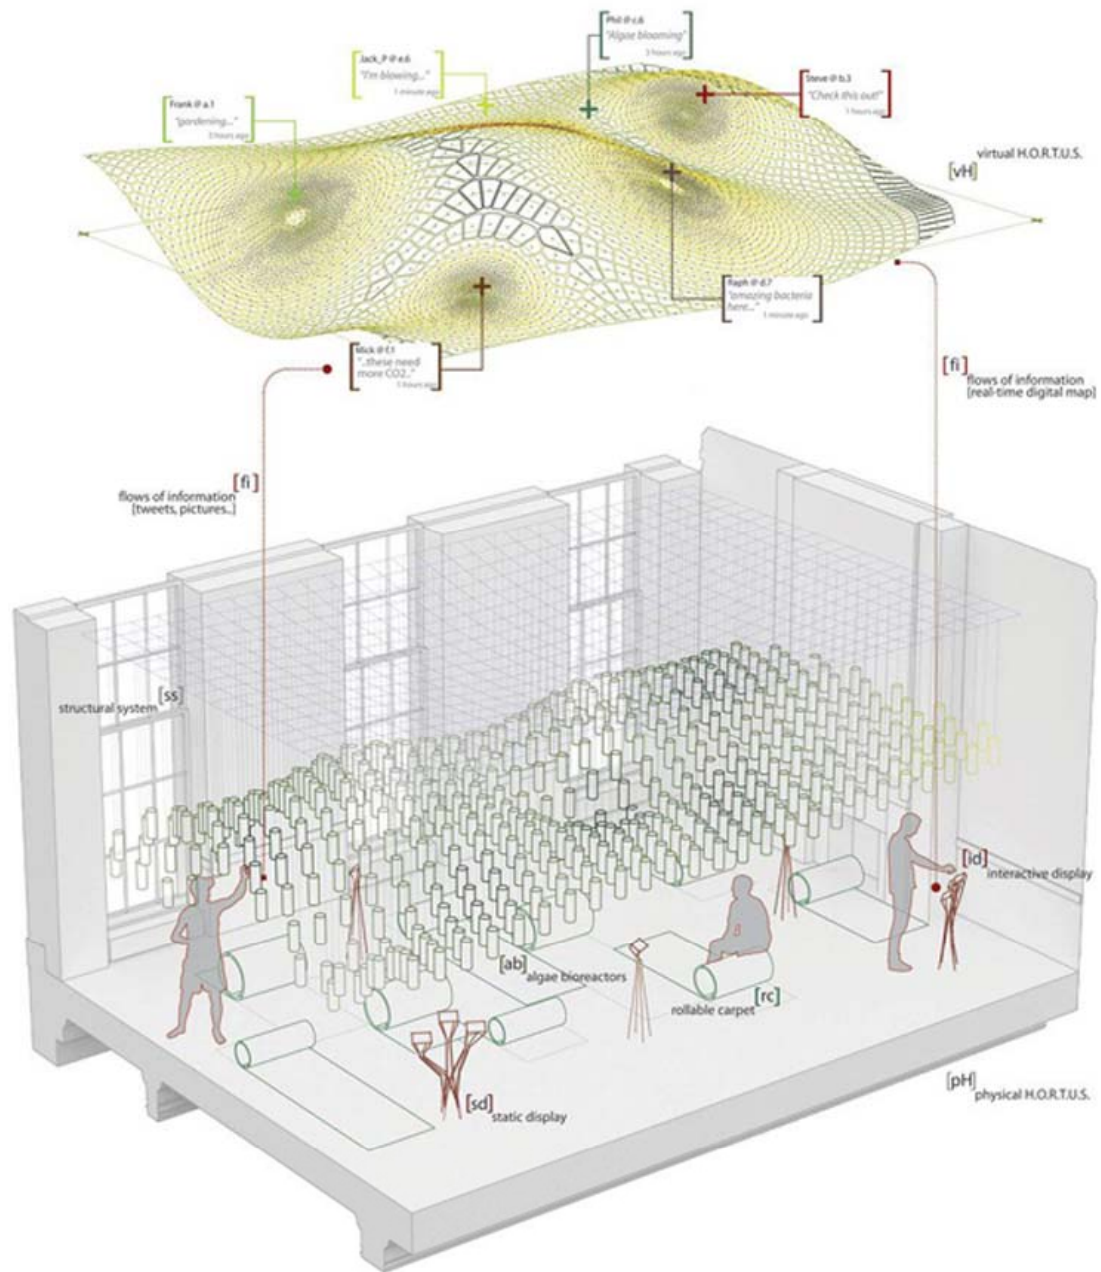 Phil @ c.6
"Algae blooming"
3 hours ago
Jack_P @ e.6
"I'm blowing..."
1 minute ago
Steve @ b.3
"Check this out!"
1 hours ago
Frank @ a.1
"gardening..."
3 hours ago
[vH] virtual H.O.R.T.U.S.
Raph @ d.7
"amazing bacteria
here..."
1 minute ago
Mick @ f.1
"..these need
more CO2.."
[fi]
flows of information
[real-time digital map]
[fi]
flows of information
[tweets, pictures..]
[ss]
structural system
[id]
interactive display
[ab] algae bioreactors
rollable carpet [rc]
[sd] static display
[pH] physical H.O.R.T.U.S.